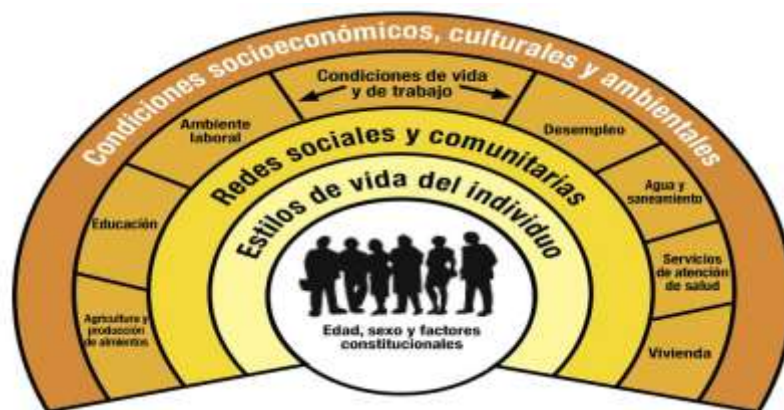 Condiciones socioeconómicos, culturales y ambientales
Condiciones de vida
y de trabajo
Ambiente
laboral
Desempleo
Redes sociales y comunitarias
Agua y
saneamiento
Educación
Estilos de vida del individuo
Servicios
de atención
de salud
Agricultura y
producción
de alimientos
Edad, sexo y factores
constitucionales
Vivienda